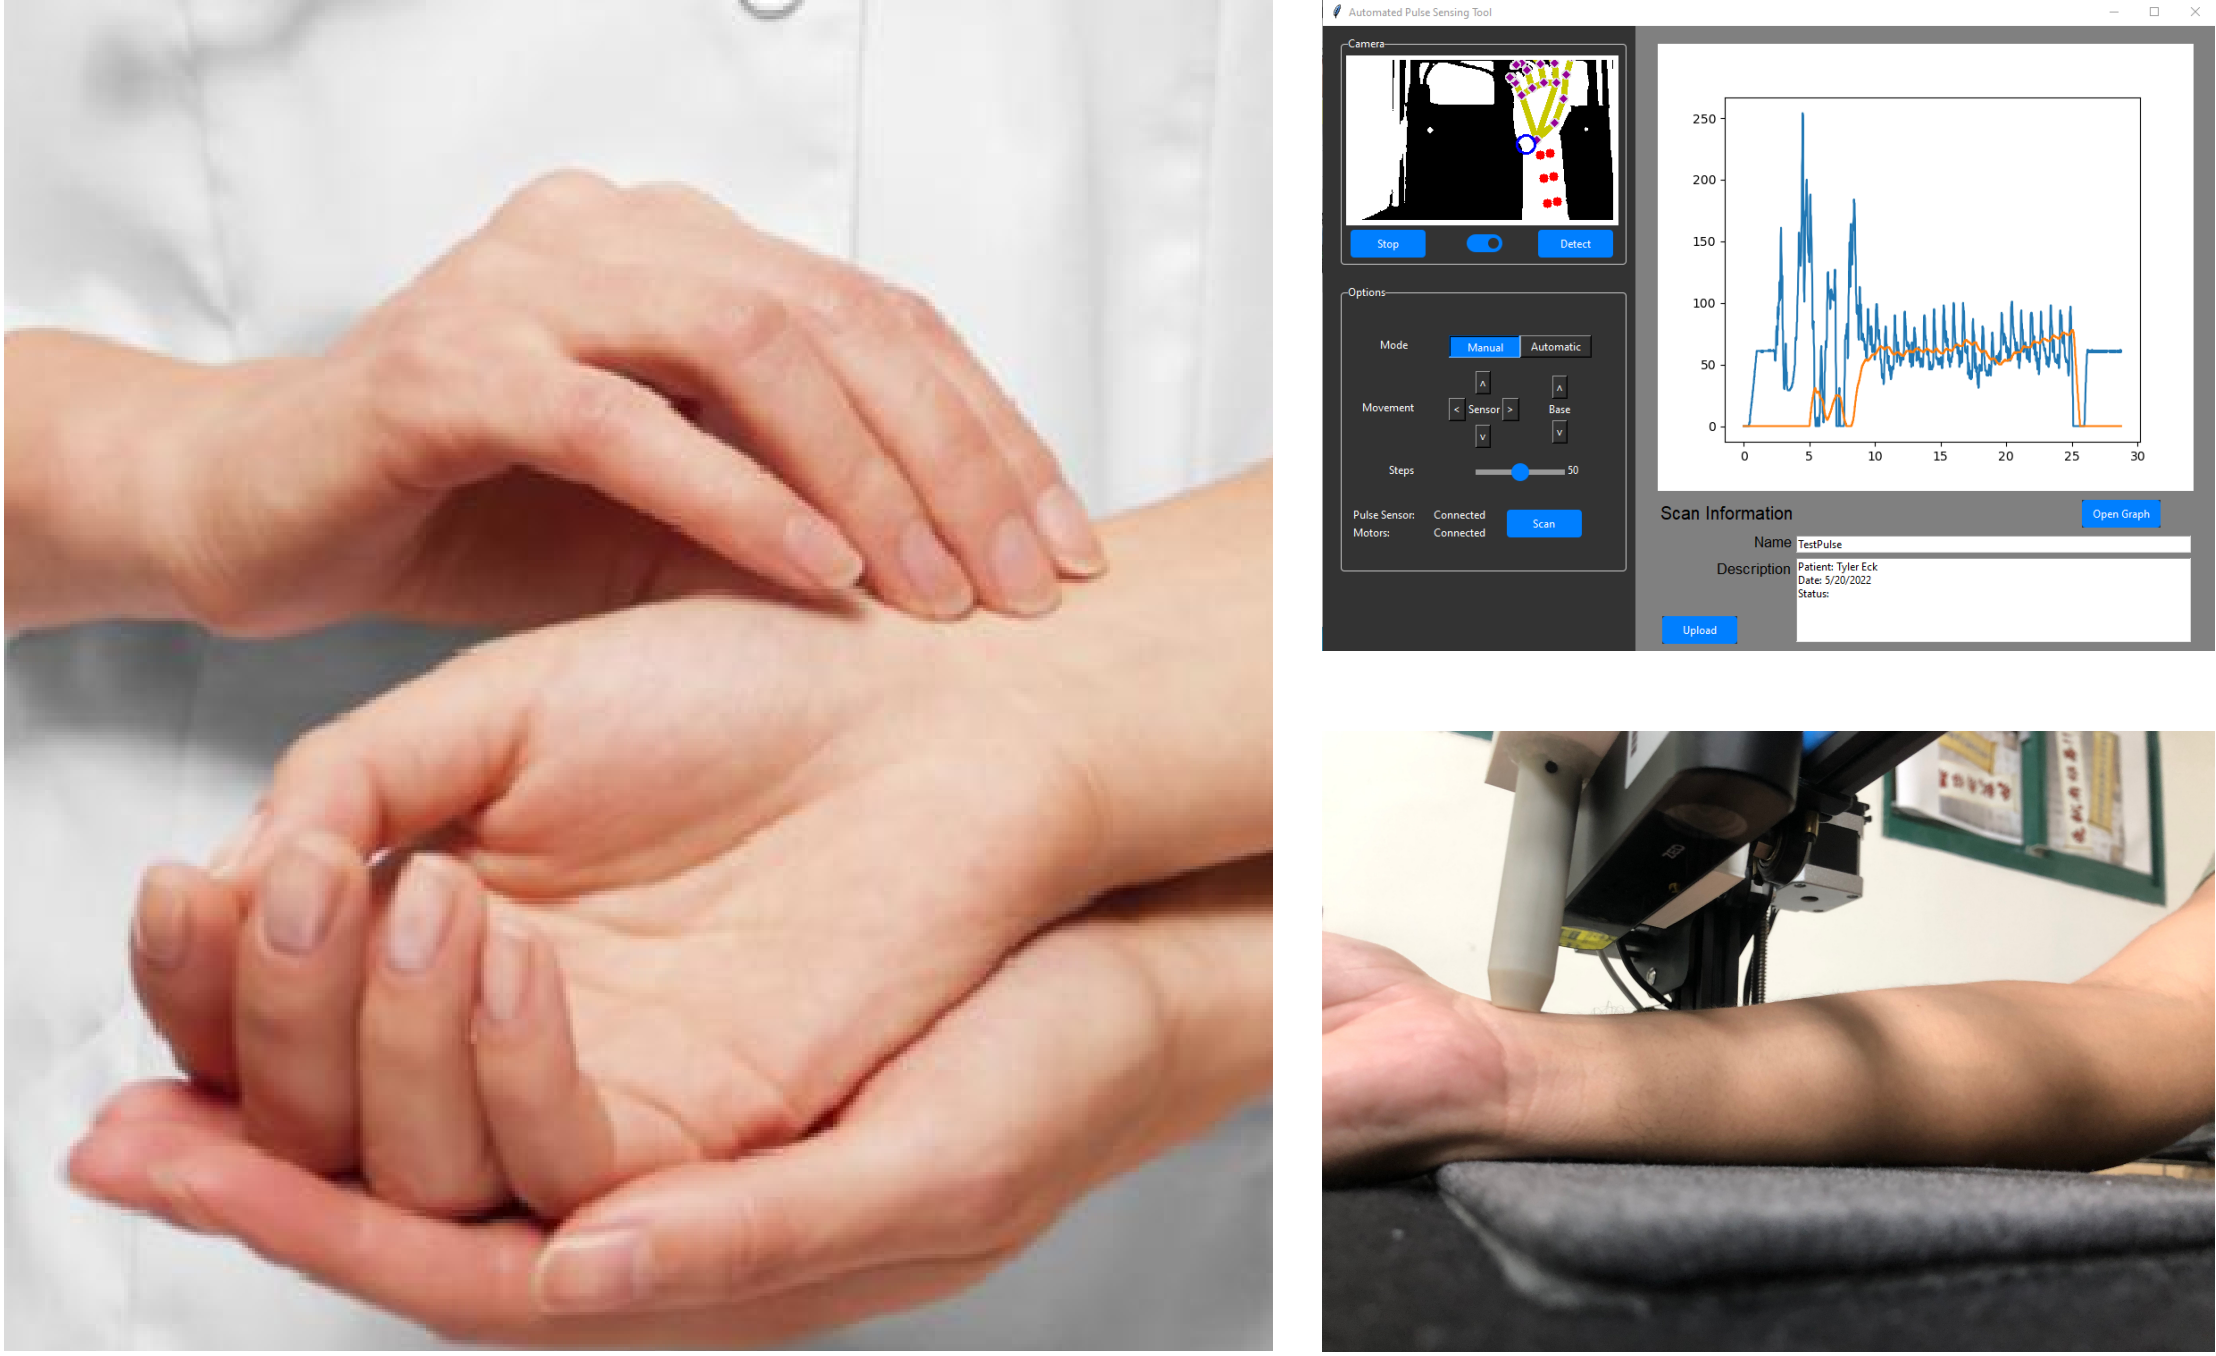 Automated Pulse Sensing Tool
Camera
Stop
Detect
Options
Mode
Manual
Automatic
Movement
^
< Sensor >
v
^
Base
v
Steps
50
Pulse Sensor: Connected
Motors: Connected
Scan
250
200
150
100
50
0
0 5 10 15 20 25 30
Scan Information
Open Graph
Name
TestPulse
Description
Patient: Tyler Eck
Date: 5/20/2022
Status:
Upload